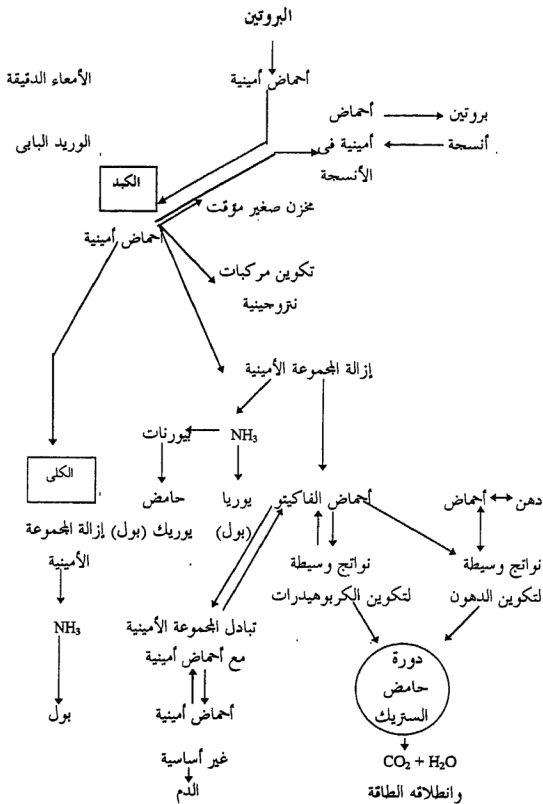 البروتين
الأمعاء الدقيقة
أحماض أمينية
بروتين
أحماض
أنسجة
أمينية فى
الأنسجة
الوريد البابى
الكبد
مخزن صغير مؤقت
أحماض أمينية
تكوين مركبات
نتروجينية
إزالة المجموعة الأمينية
NH₃
بيورنات
الكلى
حامض
يوريك (بول)
يوريا
(بول)
أحماض الفاكيتو
أحماض
دهن
إزالة المجموعة
الأمينية
نواتج وسيطة
لتكوين الكربوهيدرات
نواتج وسيطة
لتكوين الدهون
NH₃
تبادل المجموعة الأمينية
مع أحماض أمينية
دورة
حامض
الستريك
بول
أحماض أمينية
غير أساسية
الدم
CO₂ + H₂O
وانطلاقه الطاقة